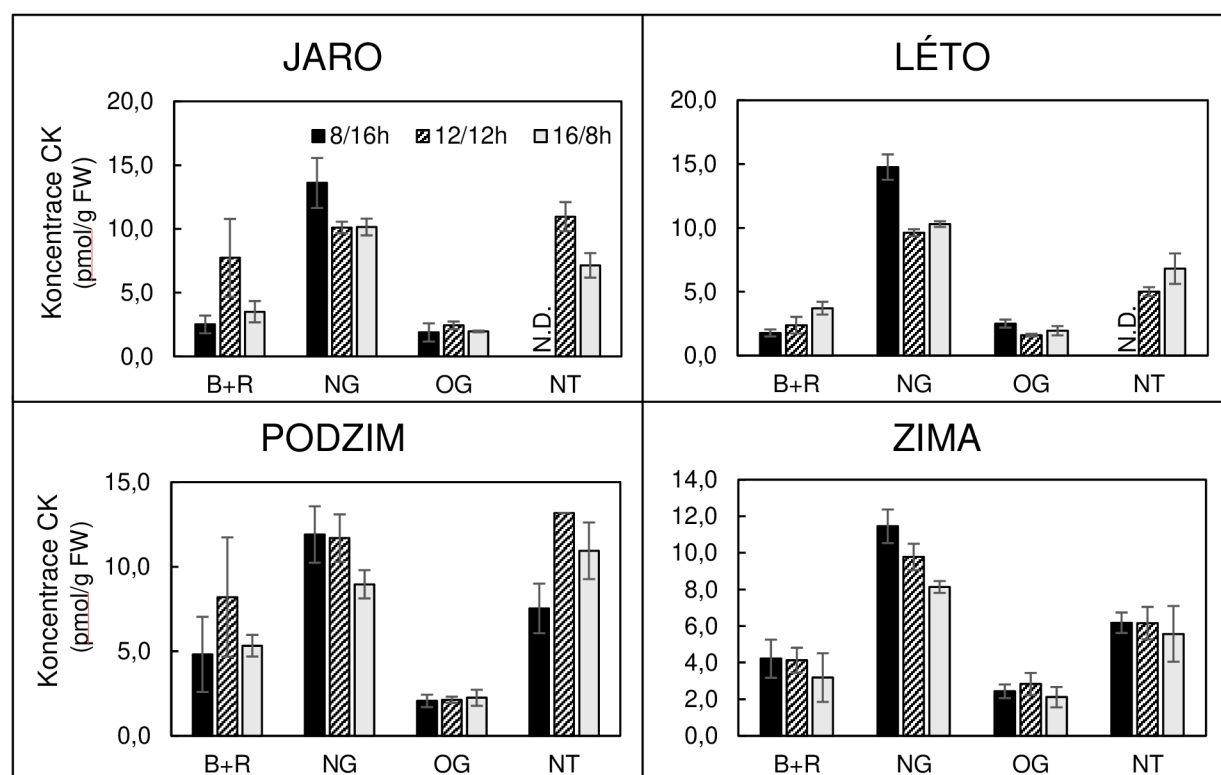 JARO
Koncentrace CK
(pmol/g FW)
20,0
15,0
10,0
5,0
0,0
8/16h 12/12h 16/8h
N.D.
B+R NG OG NT
LÉTO
20,0
15,0
10,0
5,0
0,0
N.D.
B+R NG OG NT
PODZIM
Koncentrace CK
(pmol/g FW)
15,0
10,0
5,0
0,0
B+R NG OG NT
ZIMA
14,0
12,0
10,0
8,0
6,0
4,0
2,0
0,0
B+R NG OG NT